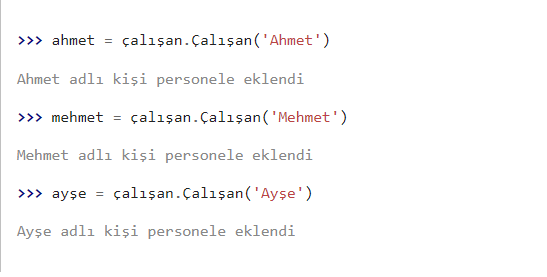 >>> ahmet = çalışan.Çalışan('Ahmet')
Ahmet adlı kişi personele eklendi
>>> mehmet = çalışan.Çalışan('Mehmet')
Mehmet adlı kişi personele eklendi
>>> ayşe = çalışan.Çalışan('Ayşe')
Ayşe adlı kişi personele eklendi